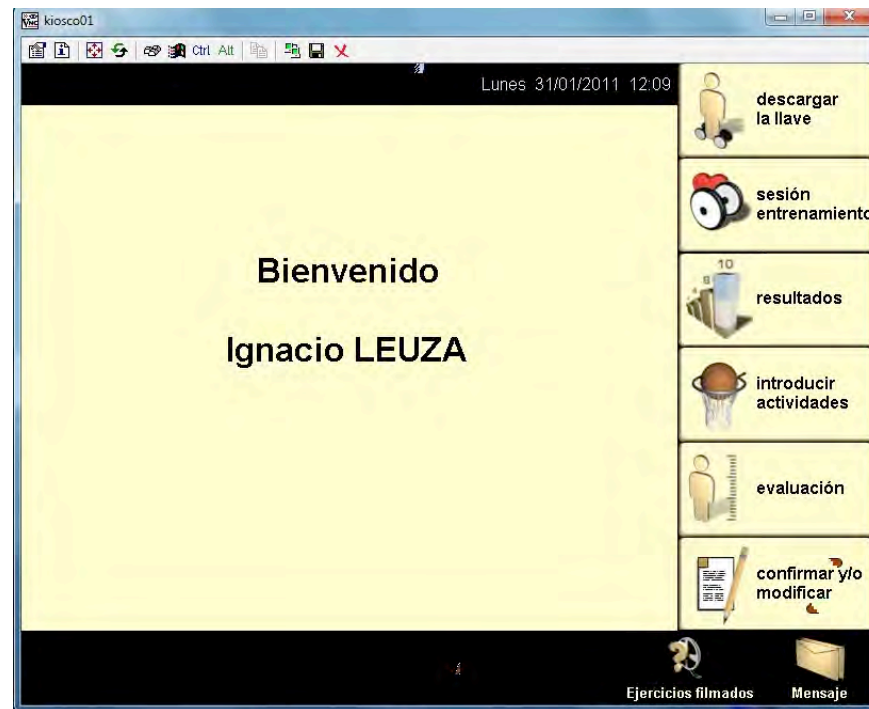 kiosco01
Ctrl Alt
Lunes 31/01/2011 12:09
descargar
la llave
sesión
entrenamiento
Bienvenido
Ignacio LEUZA
10
8
resultados
introducir
actividades
evaluación
confirmar y/o
modificar
Ejercicios filmados
Mensaje